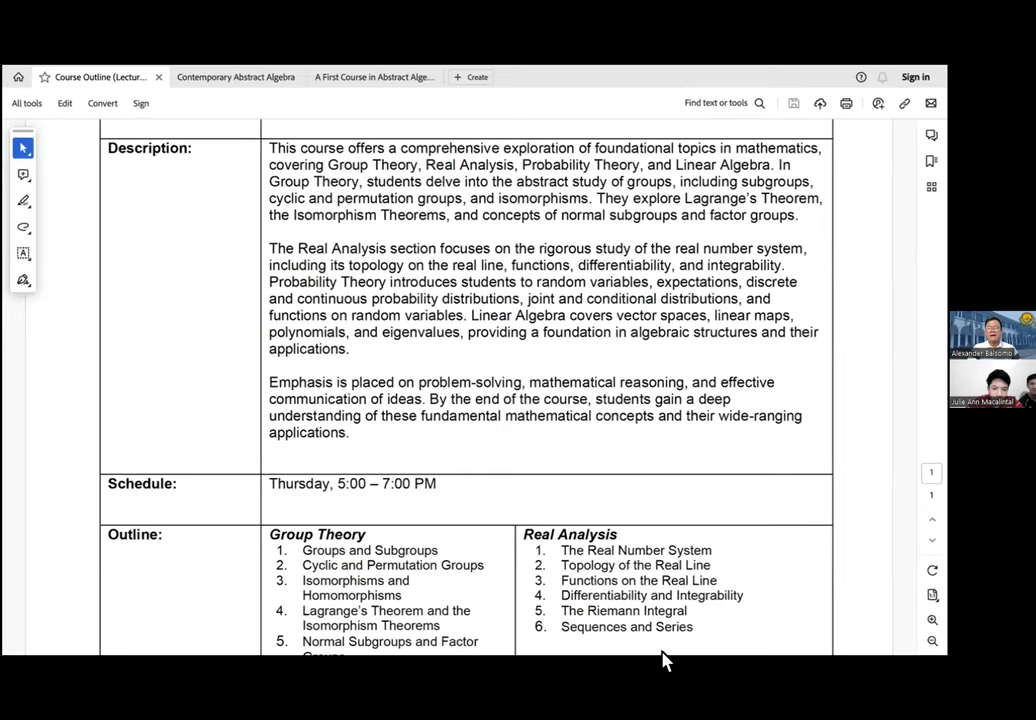 Course Outline (Lectur...
Contemporary Abstract Algebra
A First Course in Abstract Alge...
Create
Sign in
All tools
Edit
Convert
Sign
Find text or tools
Description:
This course offers a comprehensive exploration of foundational topics in mathematics,
covering Group Theory, Real Analysis, Probability Theory, and Linear Algebra. In
Group Theory, students delve into the abstract study of groups, including subgroups,
cyclic and permutation groups, and isomorphisms. They explore Lagrange's Theorem,
the Isomorphism Theorems, and concepts of normal subgroups and factor groups.
The Real Analysis section focuses on the rigorous study of the real number system,
including its topology on the real line, functions, differentiability, and integrability.
Probability Theory introduces students to random variables, expectations, discrete
and continuous probability distributions, joint and conditional distributions, and
functions on random variables. Linear Algebra covers vector spaces, linear maps,
polynomials, and eigenvalues, providing a foundation in algebraic structures and their
applications.
Emphasis is placed on problem-solving, mathematical reasoning, and effective
communication of ideas. By the end of the course, students gain a deep
understanding of these fundamental mathematical concepts and their wide-ranging
applications.
Schedule:
Thursday, 5:00 – 7:00 PM
Outline:
Group Theory
1. Groups and Subgroups
2. Cyclic and Permutation Groups
3. Isomorphisms and
Homomorphisms
4. Lagrange's Theorem and the
Isomorphism Theorems
5. Normal Subgroups and Factor
Real Analysis
1. The Real Number System
2. Topology of the Real Line
3. Functions on the Real Line
4. Differentiability and Integrability
5. The Riemann Integral
6. Sequences and Series
1
1
Alexander Balsomo
Julie Ann Macalintal